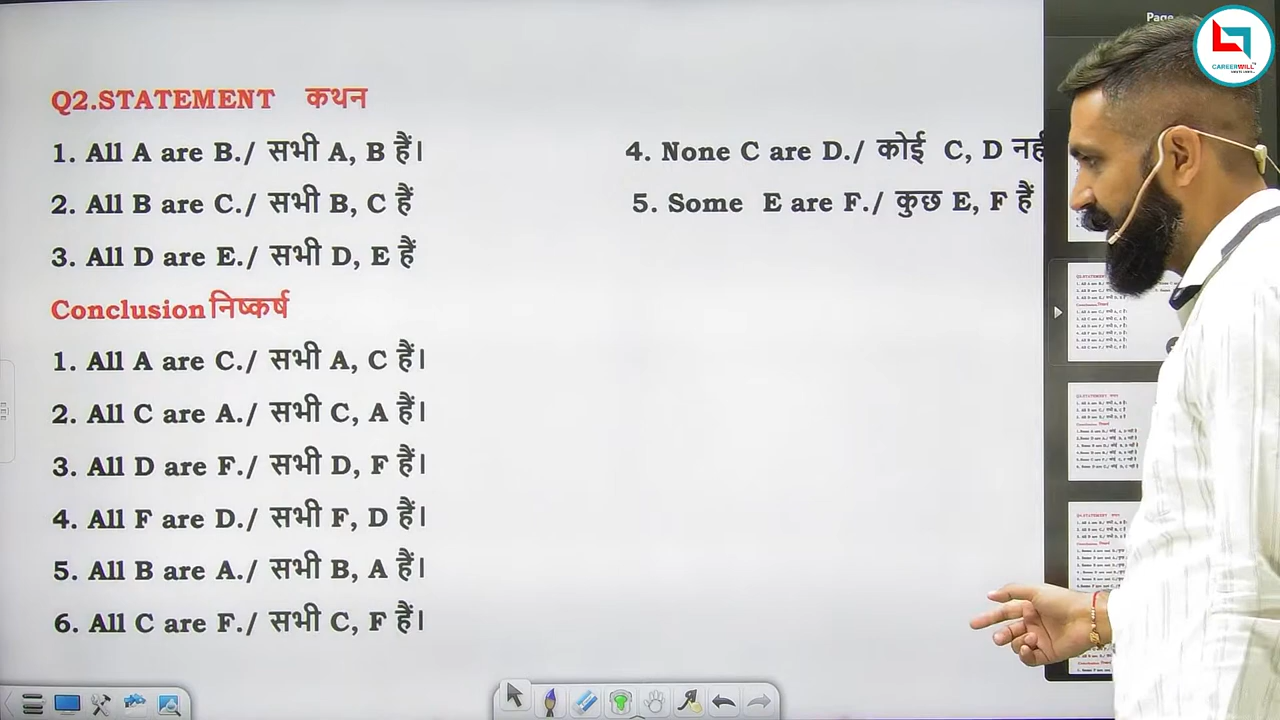 Page
CAREERWILL
Q2.STATEMENT कथन
1. All A are B./ सभी A, B हैं।
2. All B are C./ सभी B, C हैं
3. All D are E./ सभी D, E हैं
4. None C are D./ कोई C, D नहीं
5. Some E are F./ कुछ E, F हैं
Conclusion निष्कर्ष
1. All A are C./ सभी A, C हैं।
2. All C are A./ सभी C, A हैं।
3. All D are F./ सभी D, F हैं।
4. All F are D./ सभी F, D हैं।
5. All B are A./ सभी B, A हैं।
6. All C are F./ सभी C, F हैं।